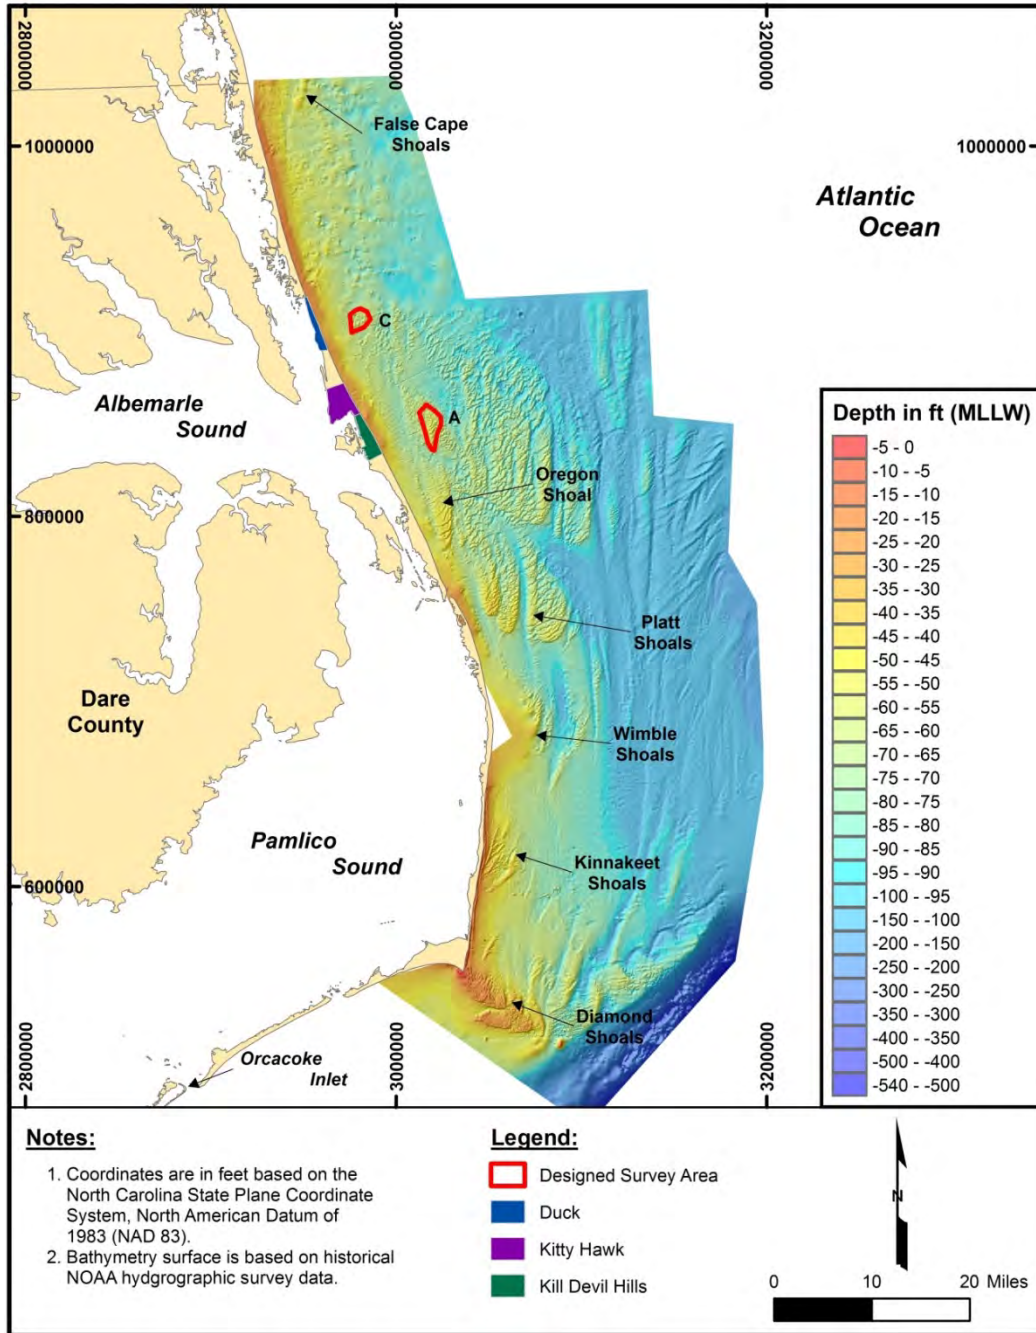 2800000
3000000
3200000
1000000
1000000
False Cape
Shoals
Atlantic
Ocean
C
A
Albemarle
Sound
Oregon
Shoal
800000
Platt
Shoals
Dare
County
Wimble
Shoals
Pamlico
Sound
Kinnakeet
Shoals
600000
Diamond
Shoals
Orcacoke
Inlet
2800000
3000000
3200000
Depth in ft (MLLW)
-5 - 0
-10 - -5
-15 - -10
-20 - -15
-25 - -20
-30 - -25
-35 - -30
-40 - -35
-45 - -40
-50 - -45
-55 - -50
-60 - -55
-65 - -60
-70 - -65
-75 - -70
-80 - -75
-85 - -80
-90 - -85
-95 - -90
-100 - -95
-150 - -100
-200 - -150
-250 - -200
-300 - -250
-350 - -300
-400 - -350
-500 - -400
-540 - -500
Notes:
1. Coordinates are in feet based on the
North Carolina State Plane Coordinate
System, North American Datum of
1983 (NAD 83).
2. Bathymetry surface is based on historical
NOAA hydgrographic survey data.
Legend:
Designed Survey Area
Duck
Kitty Hawk
Kill Devil Hills
N
0 10 20 Miles